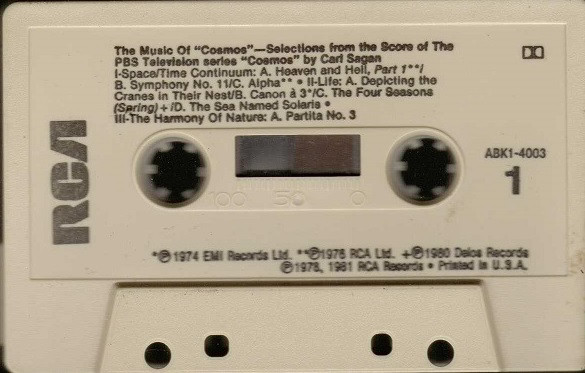 The Music Of "Cosmos"—Selections from the Score of The
PBS Television series "Cosmos" by Carl Sagan
I-Space/Time Continuum: A. Heaven and Hell, Part 1**/
B. Symphony No. 11/C. Alpha** • II-Life: A. Depicting the
Cranes in Their Nest/B. Canon à 3*/C. The Four Seasons
(Spring)+/D. The Sea Named Solaris •
III-The Harmony Of Nature: A. Partita No. 3
RCA
ABK1-4003
1
100 50 0
*℗1974 EMI Records Ltd. **℗1976 RCA Ltd. +℗1980 Delos Records
℗1978, 1981 RCA Records • Printed in U.S.A.